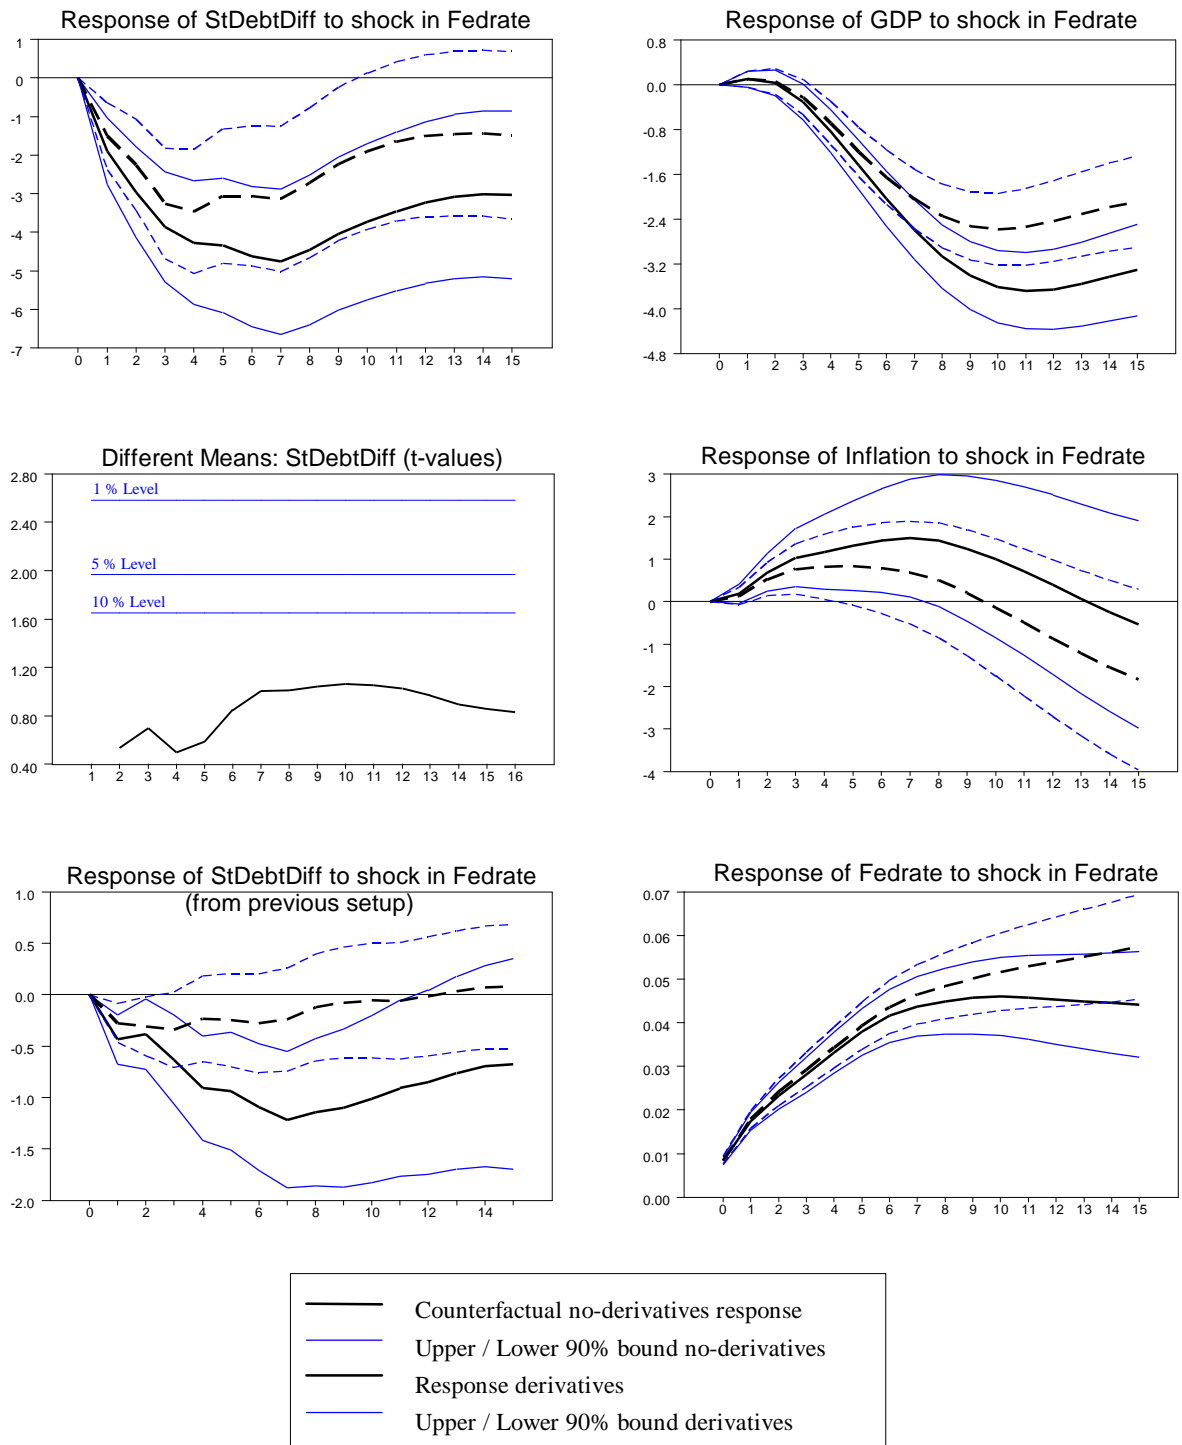 Response of StDebtDiff to shock in Fedrate
1
0
-1
-2
-3
-4
-5
-6
-7
0 1 2 3 4 5 6 7 8 9 10 11 12 13 14 15
Response of GDP to shock in Fedrate
0.8
0.0
-0.8
-1.6
-2.4
-3.2
-4.0
-4.8
0 1 2 3 4 5 6 7 8 9 10 11 12 13 14 15
Different Means: StDebtDiff (t-values)
2.80
2.40
2.00
1.60
1.20
0.80
0.40
1 % Level
5 % Level
10 % Level
1 2 3 4 5 6 7 8 9 10 11 12 13 14 15 16
Response of Inflation to shock in Fedrate
3
2
1
0
-1
-2
-3
-4
0 1 2 3 4 5 6 7 8 9 10 11 12 13 14 15
Response of StDebtDiff to shock in Fedrate
(from previous setup)
1.0
0.5
0.0
-0.5
-1.0
-1.5
-2.0
0 2 4 6 8 10 12 14
Response of Fedrate to shock in Fedrate
0.07
0.06
0.05
0.04
0.03
0.02
0.01
0.00
0 1 2 3 4 5 6 7 8 9 10 11 12 13 14 15
Counterfactual no-derivatives response
Upper / Lower 90% bound no-derivatives
Response derivatives
Upper / Lower 90% bound derivatives